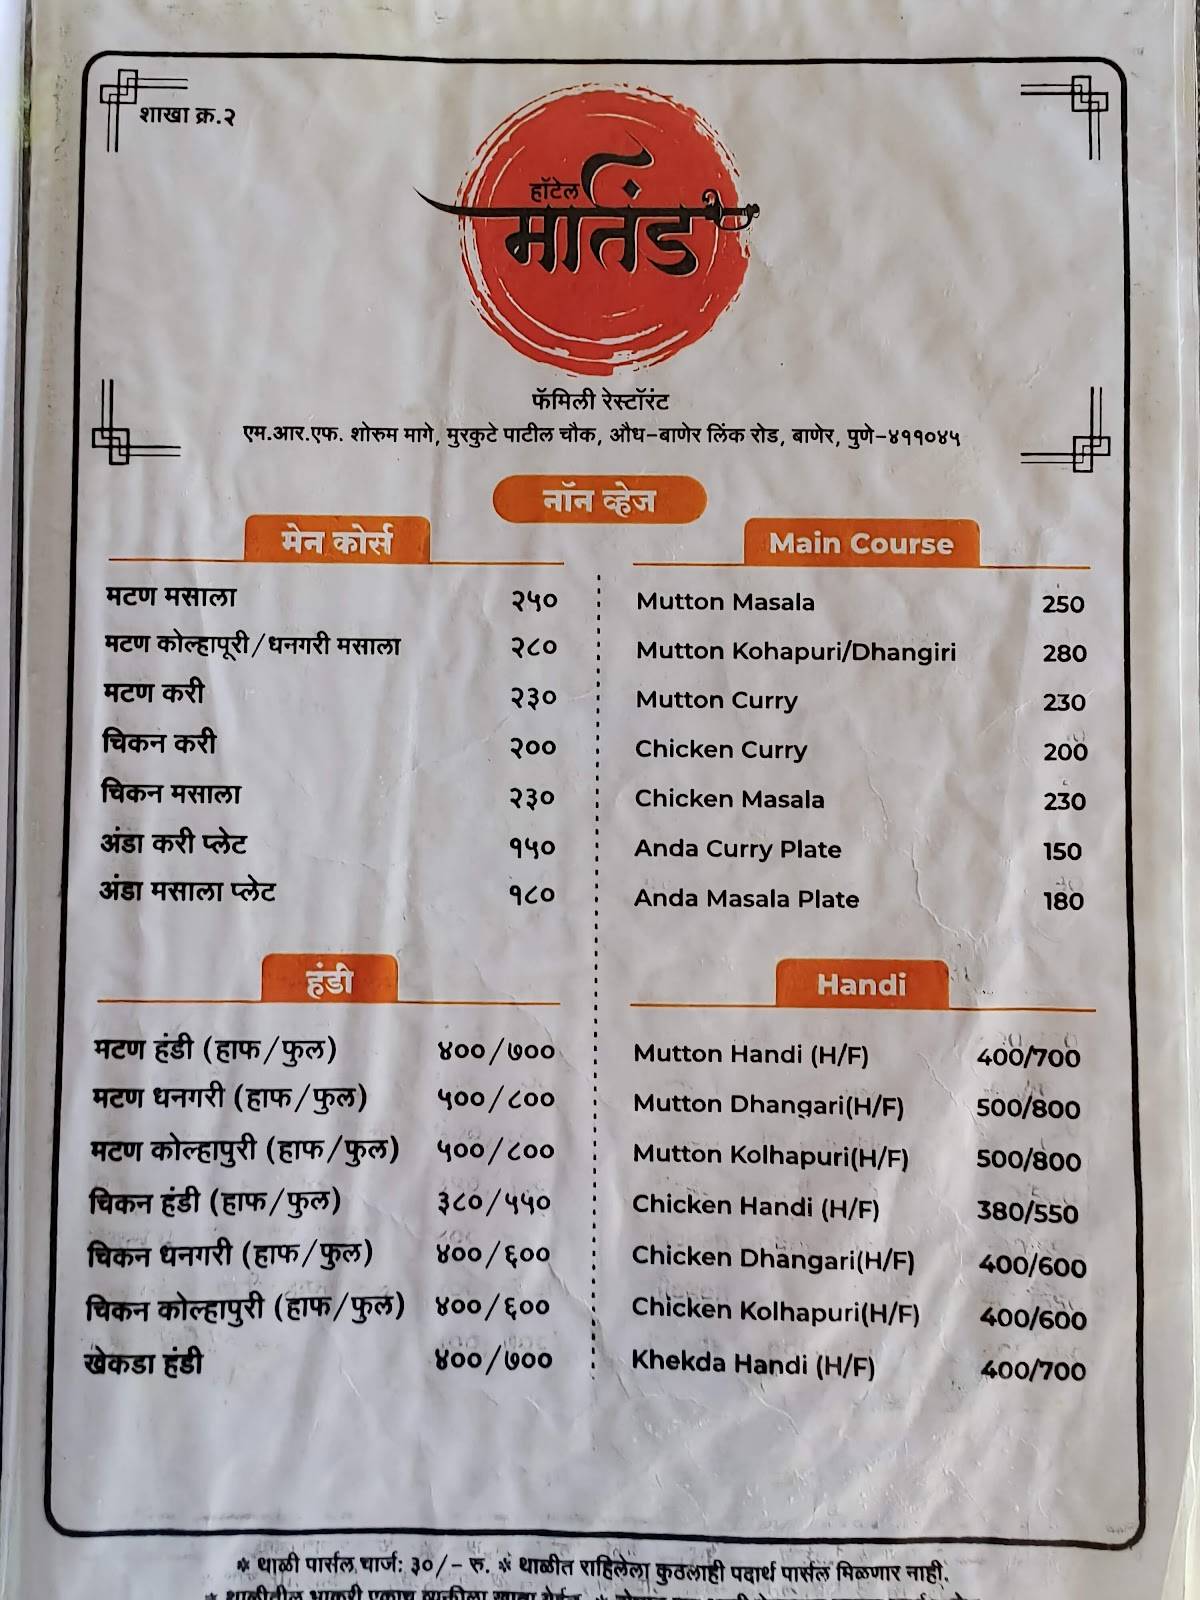 शाखा क्र.२
हॉटेल
मार्तंड
फॅमिली रेस्टॉरंट
एम.आर.एफ. शोरुम मागे, मुरकुटे पाटील चौक, औध-बाणेर लिंक रोड, बाणेर, पुणे-४११०४५
नॉन व्हेज
मेन कोर्स
मटण मसाला २५०
मटण कोल्हापूरी/धनगरी मसाला २८०
मटण करी २३०
चिकन करी २००
चिकन मसाला २३०
अंडा करी प्लेट १५०
अंडा मसाला प्लेट १८०
हंडी
मटण हंडी (हाफ/फुल) ४००/७००
मटण धनगरी (हाफ/फुल) ५००/८००
मटण कोल्हापुरी (हाफ/फुल) ५००/८००
चिकन हंडी (हाफ/फुल) ३८०/५५०
चिकन धनगरी (हाफ/फुल) ४००/६००
चिकन कोल्हापुरी (हाफ/फुल) ४००/६००
खेकडा हंडी ४००/७००
Main Course
Mutton Masala 250
Mutton Kohapuri/Dhangiri 280
Mutton Curry 230
Chicken Curry 200
Chicken Masala 230
Anda Curry Plate 150
Anda Masala Plate 180
Handi
Mutton Handi (H/F) 400/700
Mutton Dhangari(H/F) 500/800
Mutton Kolhapuri(H/F) 500/800
Chicken Handi (H/F) 380/550
Chicken Dhangari(H/F) 400/600
Chicken Kolhapuri(H/F) 400/600
Khekda Handi (H/F) 400/700
* थाळी पार्सल चार्ज: ३०/- रु. * थाळीत राहिलेला कुठलाही पदार्थ पार्सल मिळणार नाही.